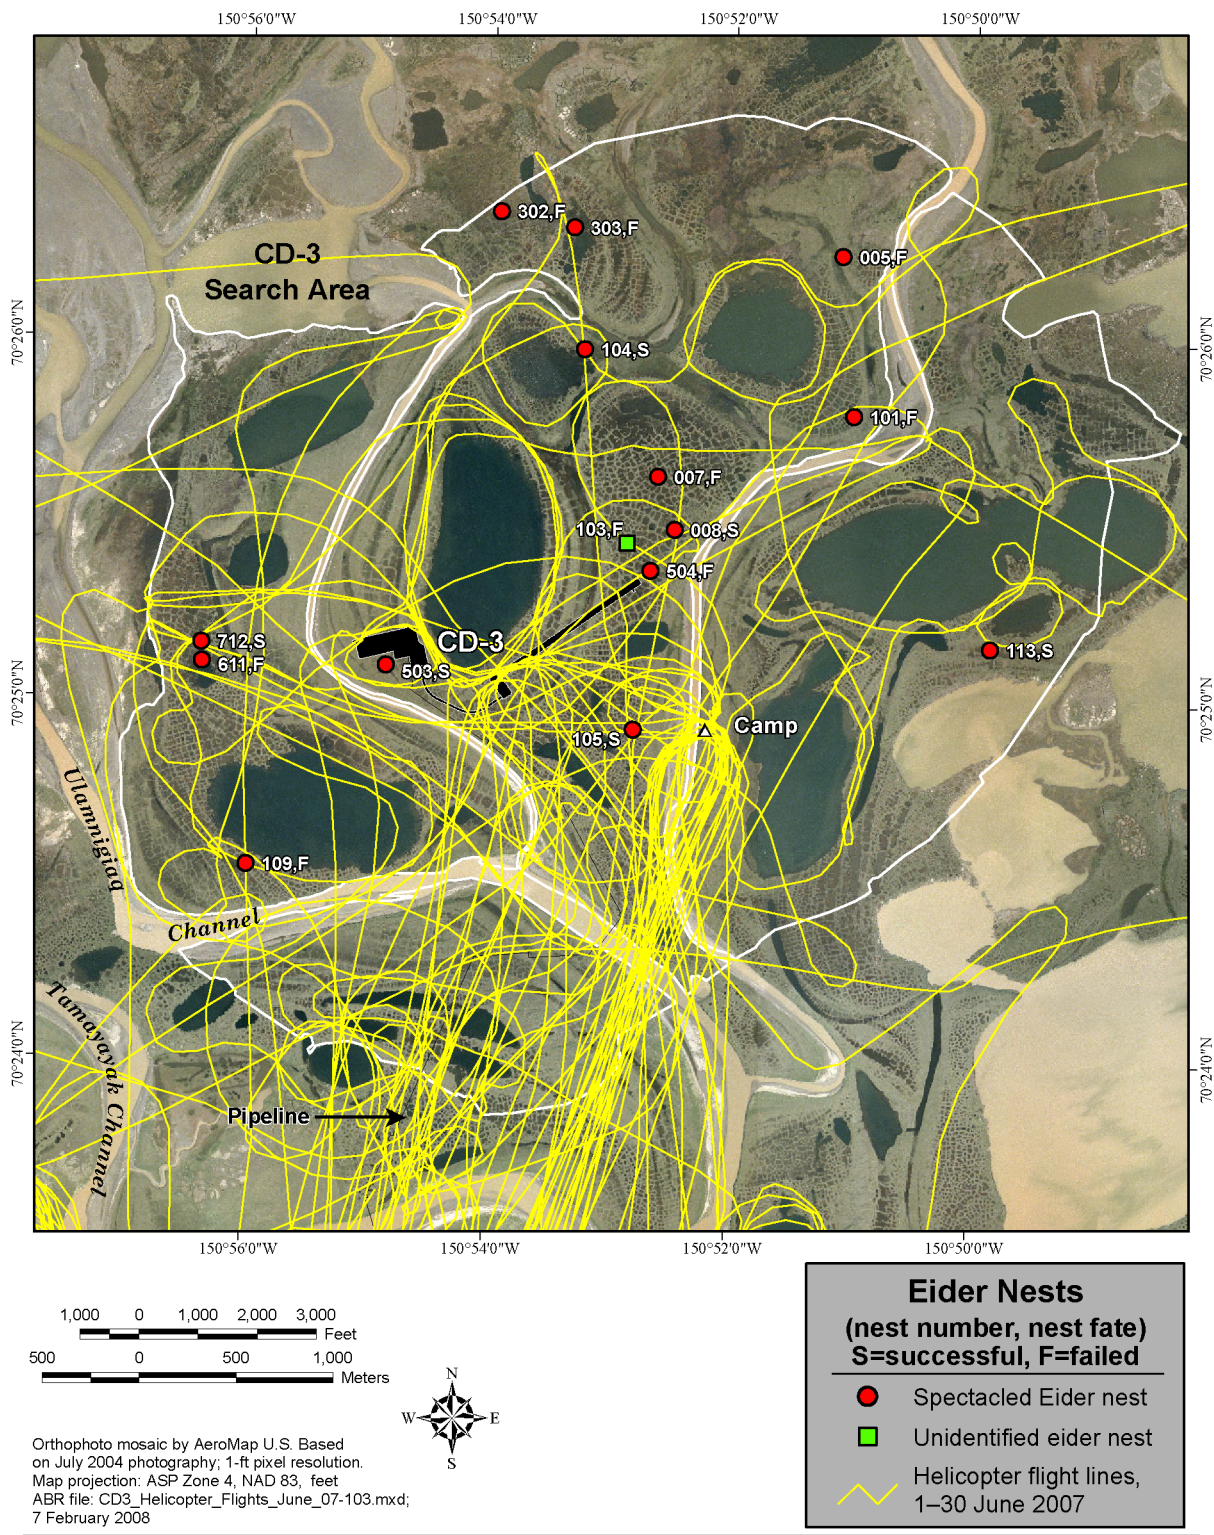 150°56'0"W
150°54'0"W
150°52'0"W
150°50'0"W
302,F
303,F
CD-3
Search Area
005,F
70°26'0"N
70°26'0"N
104,S
101,F
007,F
103,F
008,S
504,F
712,S
CD-3
611,F
503,S
113,S
70°25'0"N
70°25'0"N
105,S
Camp
Ulamnigiaq
109,F
Channel
Tamayayak Channel
70°24'0"N
70°24'0"N
Pipeline
150°56'0"W
150°54'0"W
150°52'0"W
150°50'0"W
1,000 0 1,000 2,000 3,000
Feet
500 0 500 1,000
Meters
N
W E
S
Orthophoto mosaic by AeroMap U.S. Based
on July 2004 photography; 1-ft pixel resolution.
Map projection: ASP Zone 4, NAD 83, feet
ABR file: CD3_Helicopter_Flights_June_07-103.mxd;
7 February 2008
Eider Nests
(nest number, nest fate)
S=successful, F=failed
Spectacled Eider nest
Unidentified eider nest
Helicopter flight lines,
1–30 June 2007